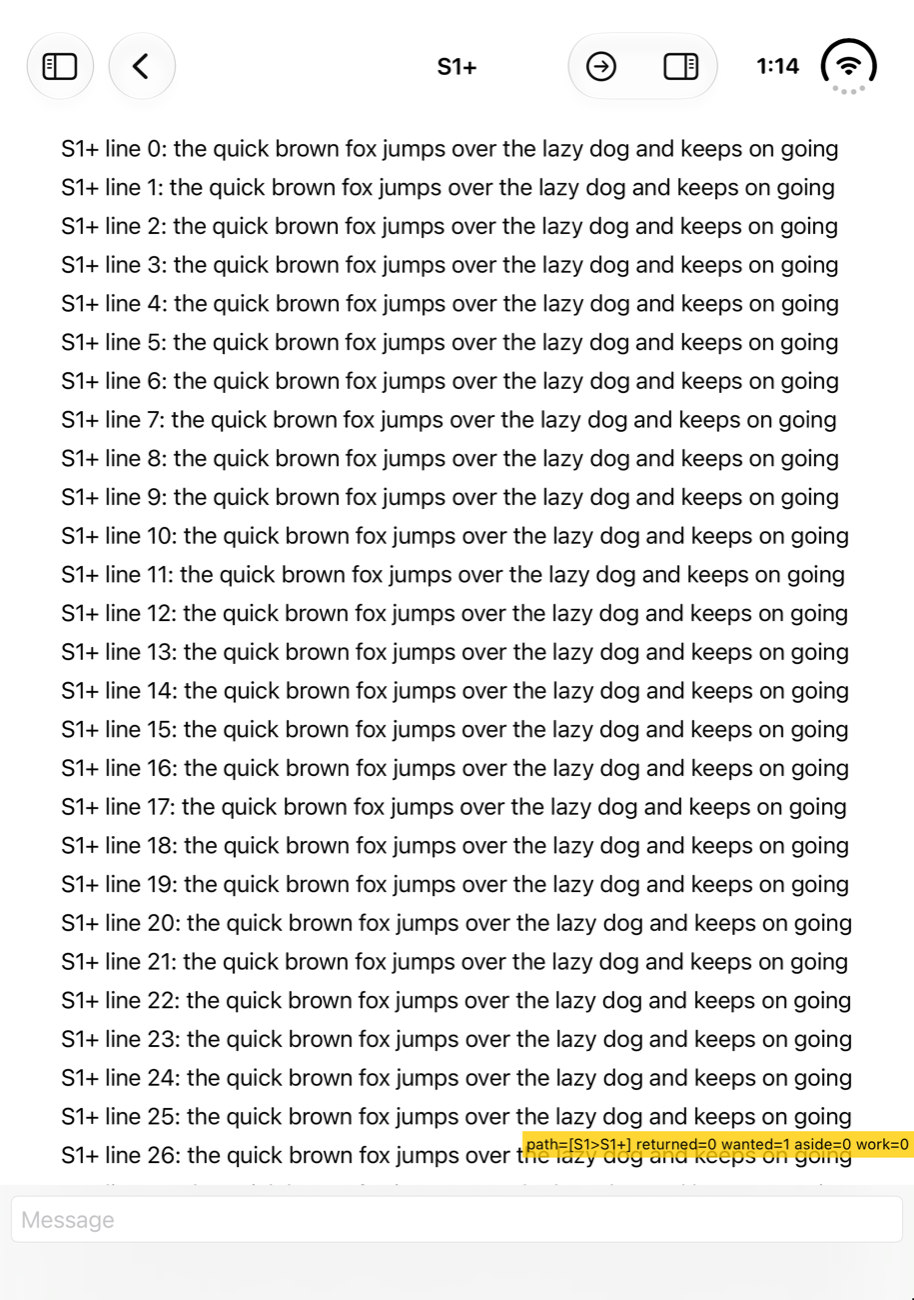 S1+
1:14
S1+ line 0: the quick brown fox jumps over the lazy dog and keeps on going
S1+ line 1: the quick brown fox jumps over the lazy dog and keeps on going
S1+ line 2: the quick brown fox jumps over the lazy dog and keeps on going
S1+ line 3: the quick brown fox jumps over the lazy dog and keeps on going
S1+ line 4: the quick brown fox jumps over the lazy dog and keeps on going
S1+ line 5: the quick brown fox jumps over the lazy dog and keeps on going
S1+ line 6: the quick brown fox jumps over the lazy dog and keeps on going
S1+ line 7: the quick brown fox jumps over the lazy dog and keeps on going
S1+ line 8: the quick brown fox jumps over the lazy dog and keeps on going
S1+ line 9: the quick brown fox jumps over the lazy dog and keeps on going
S1+ line 10: the quick brown fox jumps over the lazy dog and keeps on going
S1+ line 11: the quick brown fox jumps over the lazy dog and keeps on going
S1+ line 12: the quick brown fox jumps over the lazy dog and keeps on going
S1+ line 13: the quick brown fox jumps over the lazy dog and keeps on going
S1+ line 14: the quick brown fox jumps over the lazy dog and keeps on going
S1+ line 15: the quick brown fox jumps over the lazy dog and keeps on going
S1+ line 16: the quick brown fox jumps over the lazy dog and keeps on going
S1+ line 17: the quick brown fox jumps over the lazy dog and keeps on going
S1+ line 18: the quick brown fox jumps over the lazy dog and keeps on going
S1+ line 19: the quick brown fox jumps over the lazy dog and keeps on going
S1+ line 20: the quick brown fox jumps over the lazy dog and keeps on going
S1+ line 21: the quick brown fox jumps over the lazy dog and keeps on going
S1+ line 22: the quick brown fox jumps over the lazy dog and keeps on going
S1+ line 23: the quick brown fox jumps over the lazy dog and keeps on going
S1+ line 24: the quick brown fox jumps over the lazy dog and keeps on going
S1+ line 25: the quick brown fox jumps over the lazy dog and keeps on going
path=[S1>S1+] returned=0 wanted=1 aside=0 work=0
S1+ line 26: the quick brown fox jumps over the lazy dog and keeps on going
Message